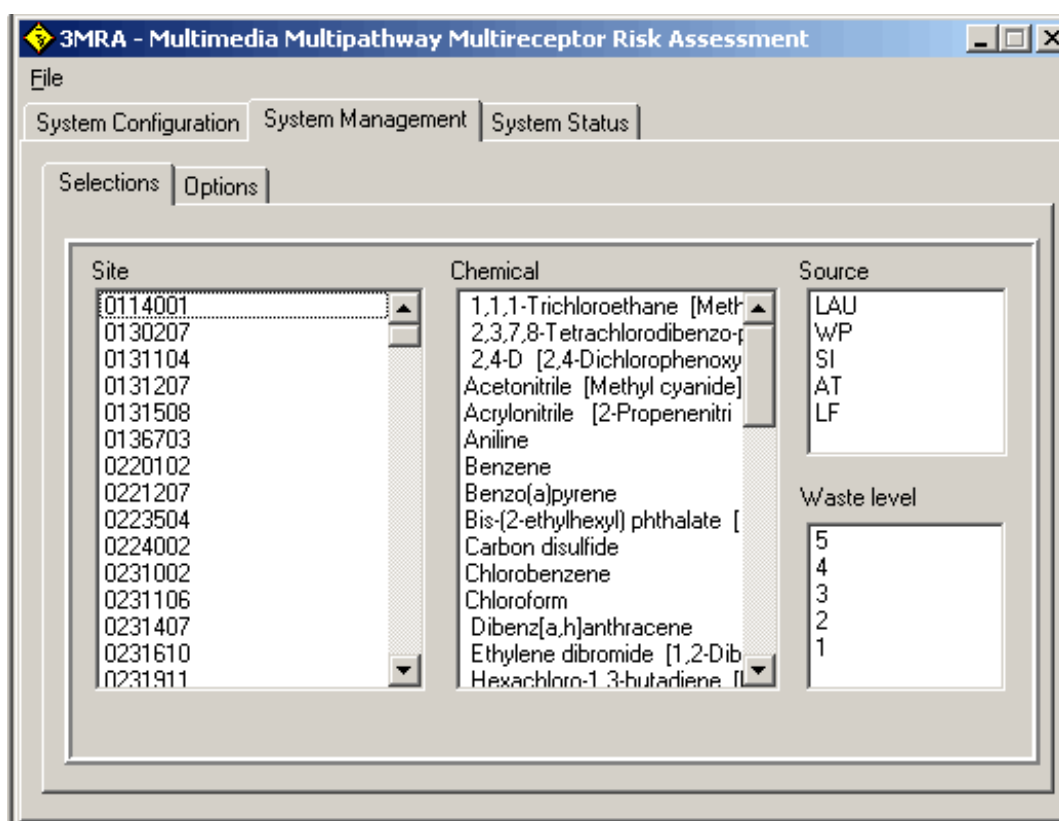 3MRA - Multimedia Multipathway Multireceptor Risk Assessment
File
System Configuration
System Management
System Status
Selections
Options
Site
0114001
0130207
0131104
0131207
0131508
0136703
0220102
0221207
0223504
0224002
0231002
0231106
0231407
0231610
0231911
Chemical
1,1,1-Trichloroethane [Meth
2,3,7,8-Tetrachlorodibenzo-p
2,4-D [2,4-Dichlorophenoxy
Acetonitrile [Methyl cyanide]
Acrylonitrile [2-Propenenitri
Aniline
Benzene
Benzo(a)pyrene
Bis-(2-ethylhexyl) phthalate [
Carbon disulfide
Chlorobenzene
Chloroform
Dibenz[a,h]anthracene
Ethylene dibromide [1,2-Dib
Hexachloro-1,3-butadiene [
Source
LAU
WP
SI
AT
LF
Waste level
5
4
3
2
1